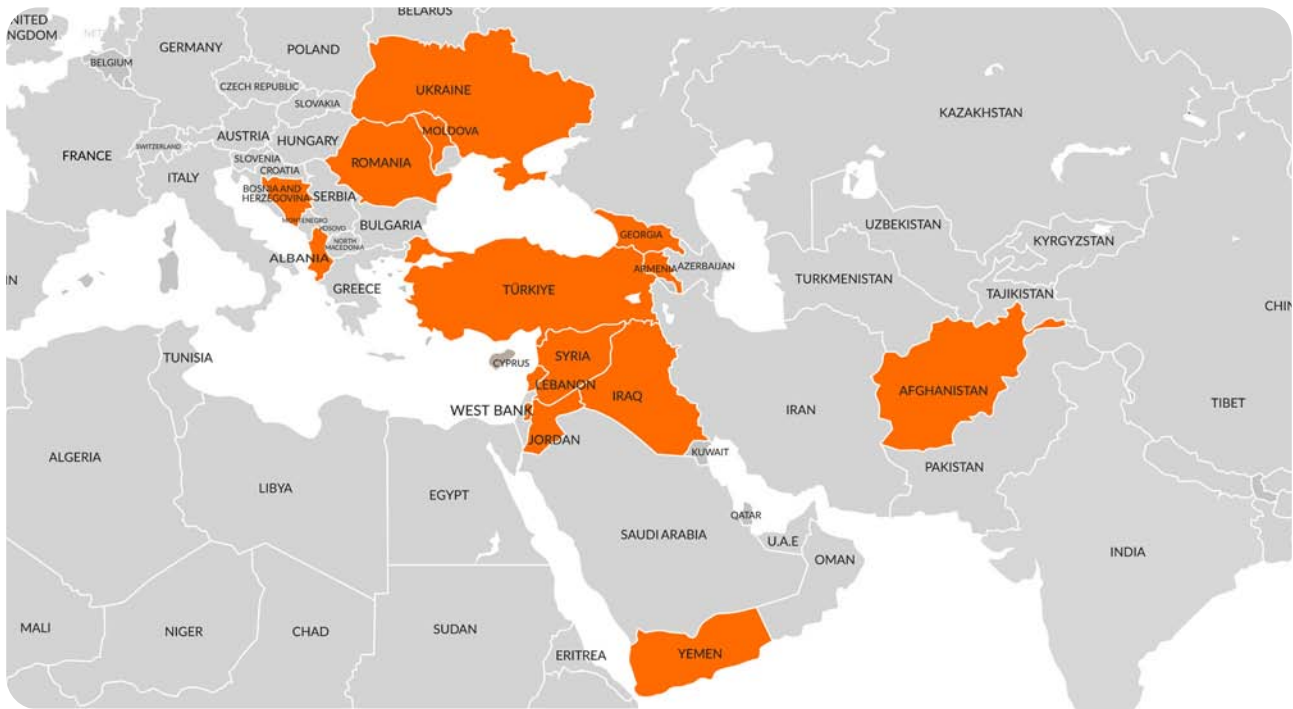 BELARUS
UNITED
KINGDOM
NET
GERMANY
POLAND
BELGIUM
CZECH REPUBLIC
UKRAINE
SLOVAKIA
KAZAKHSTAN
AUSTRIA
HUNGARY
MOLDOVA
SWITZERLAND
FRANCE
SLOVENIA
ROMANIA
CROATIA
ITALY
BOSNIA AND
HERZEGOVINA
SERBIA
MONTENEGRO
KOSOVO
BULGARIA
UZBEKISTAN
NORTH
MACEDONIA
GEORGIA
KYRGYZSTAN
ALBANIA
ARMENIA
AZERBAIJAN
IN
GREECE
TÜRKIYE
TURKMENISTAN
TAJIKISTAN
CHIN
TUNISIA
CYPRUS
SYRIA
LEBANON
IRAQ
AFGHANISTAN
WEST BANK
IRAN
TIBET
JORDAN
KUWAIT
ALGERIA
PAKISTAN
LIBYA
EGYPT
QATAR
SAUDI ARABIA
U.A.E
OMAN
INDIA
MALI
NIGER
CHAD
SUDAN
ERITREA
YEMEN